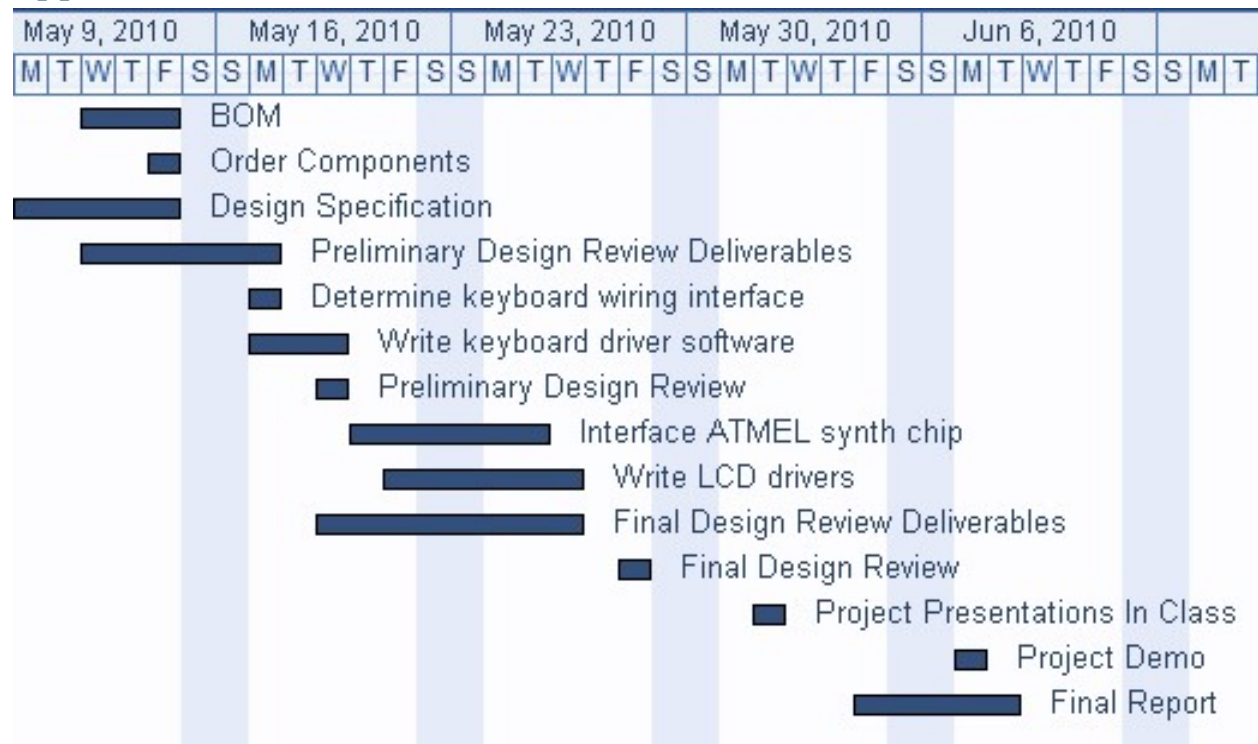 May 9, 2010 May 16, 2010 May 23, 2010 May 30, 2010 Jun 6, 2010
M T W T F S S M T W T F S S M T W T F S S M T W T F S S M T W T F S S M T
BOM
Order Components
Design Specification
Preliminary Design Review Deliverables
Determine keyboard wiring interface
Write keyboard driver software
Preliminary Design Review
Interface ATMEL synth chip
Write LCD drivers
Final Design Review Deliverables
Final Design Review
Project Presentations In Class
Project Demo
Final Report